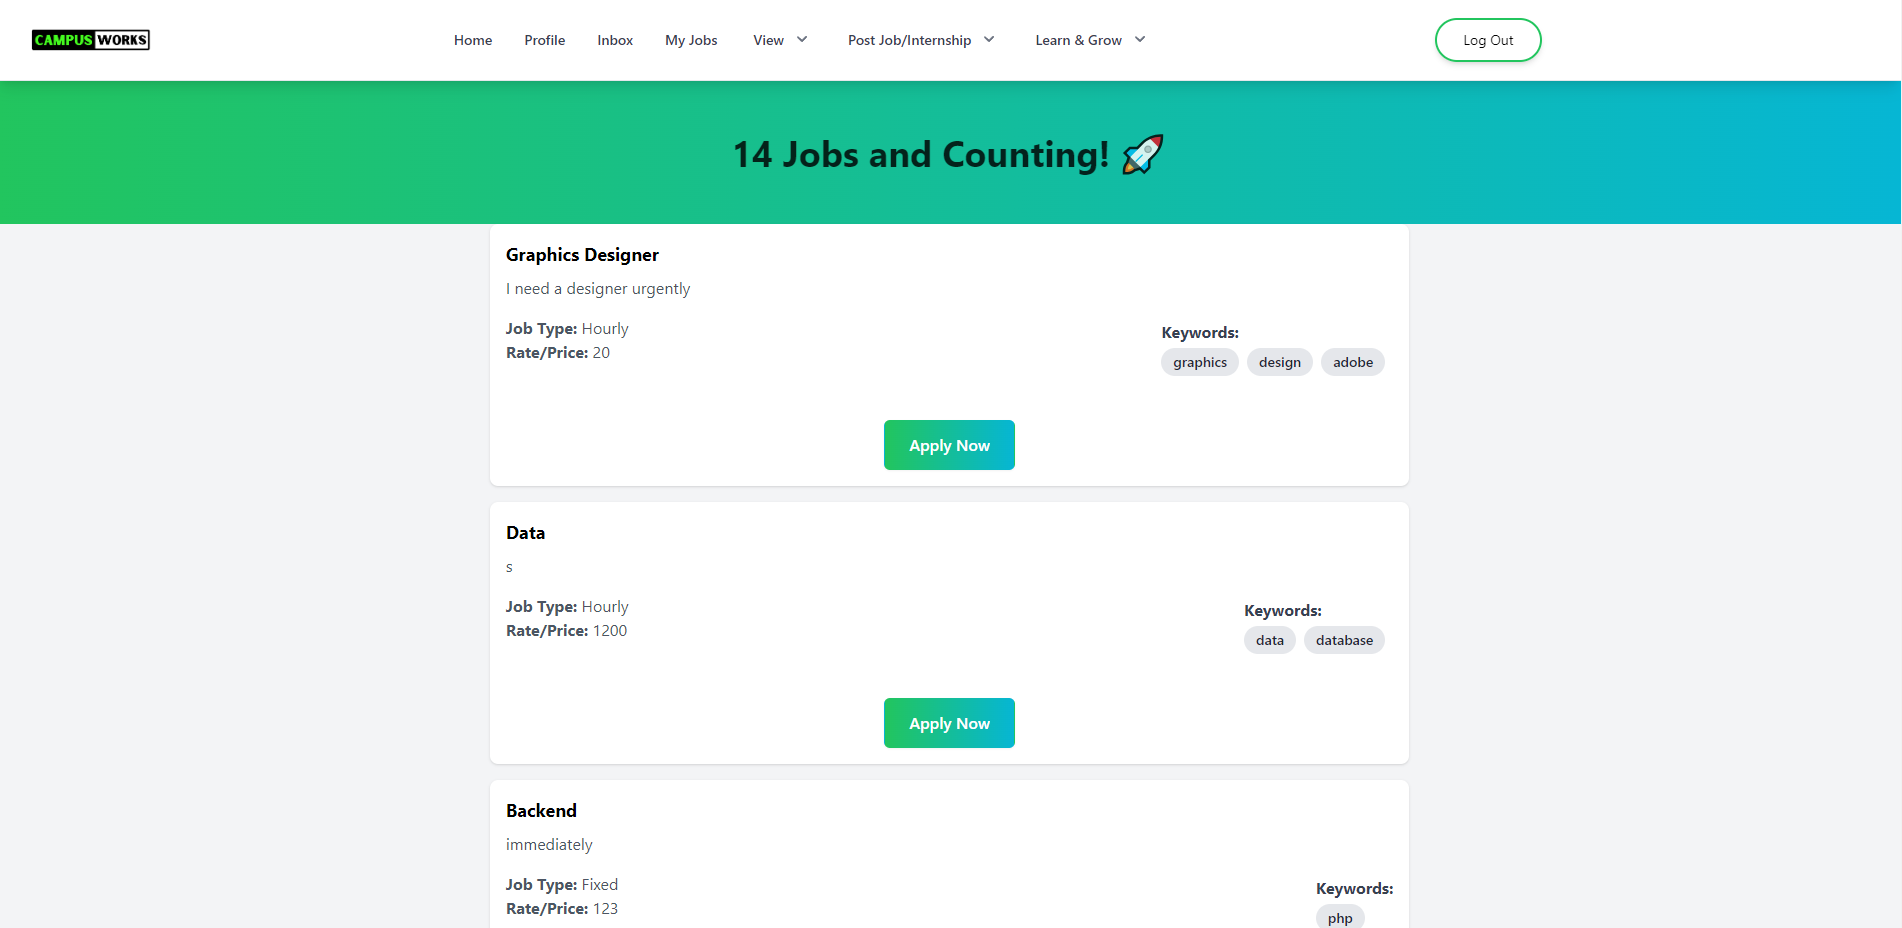 CAMPUS WORKS
Home Profile Inbox My Jobs View Post Job/Internship Learn & Grow Log Out
14 Jobs and Counting! 🚀
Graphics Designer
I need a designer urgently
Job Type: Hourly
Rate/Price: 20
Keywords:
graphics design adobe
Apply Now
Data
s
Job Type: Hourly
Rate/Price: 1200
Keywords:
data database
Apply Now
Backend
immediately
Job Type: Fixed
Rate/Price: 123
Keywords:
php